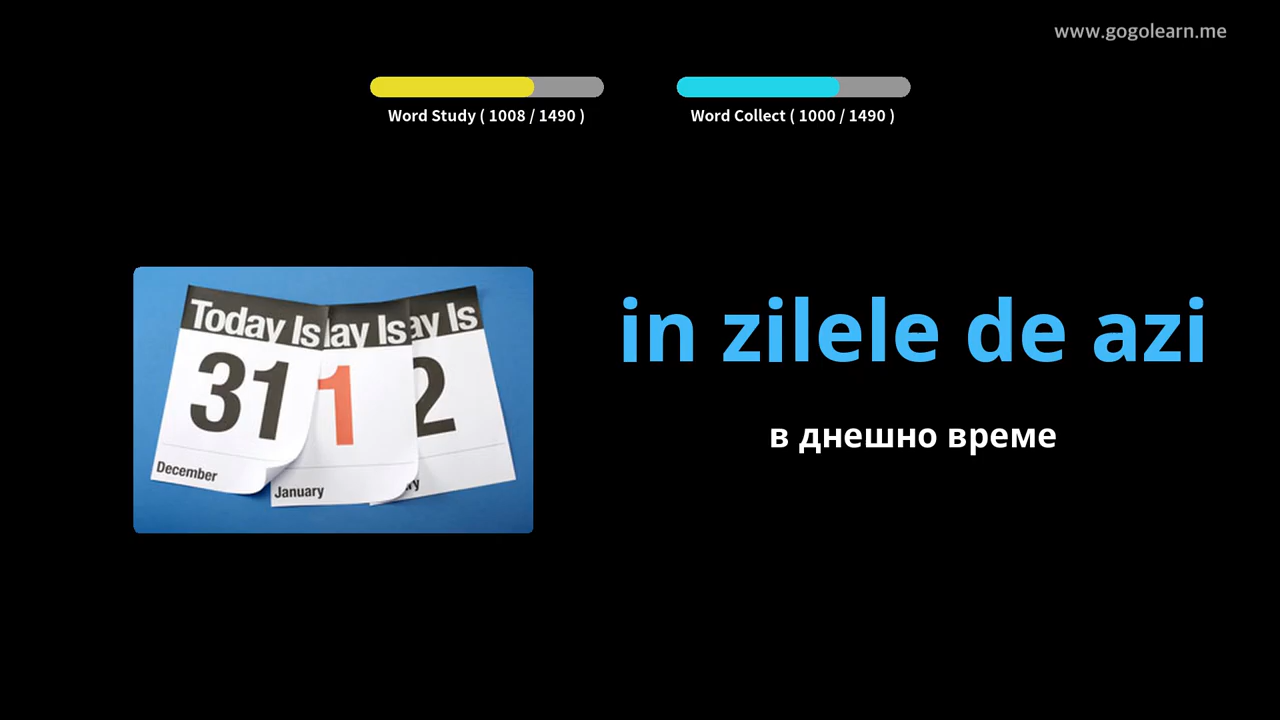 www.gogolearn.me
Word Study ( 1008 / 1490 )
Word Collect ( 1000 / 1490 )
Today Is
ay Is
ay Is
31
1
2
December
January
in zilele de azi
в днешно време